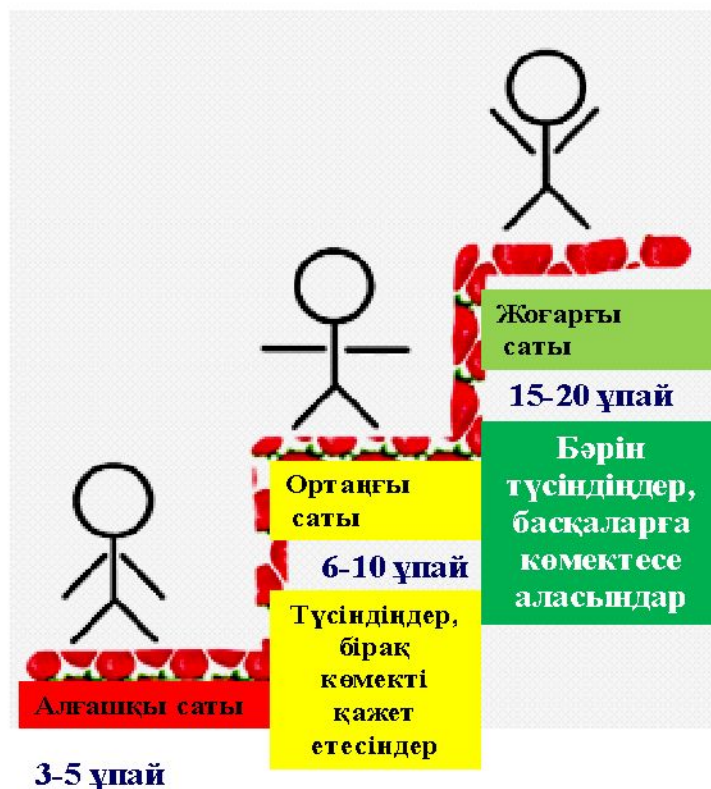 Жоғарғы
саты
15-20 ұпай
Бәрін
түсіндіңдер,
басқаларға
көмектесе
аласыңдар
Ортаңғы
саты
6-10 ұпай
Түсіндіңдер,
бірақ
көмекті
қажет
етесіңдер
Алғашқы саты
3-5 ұпай